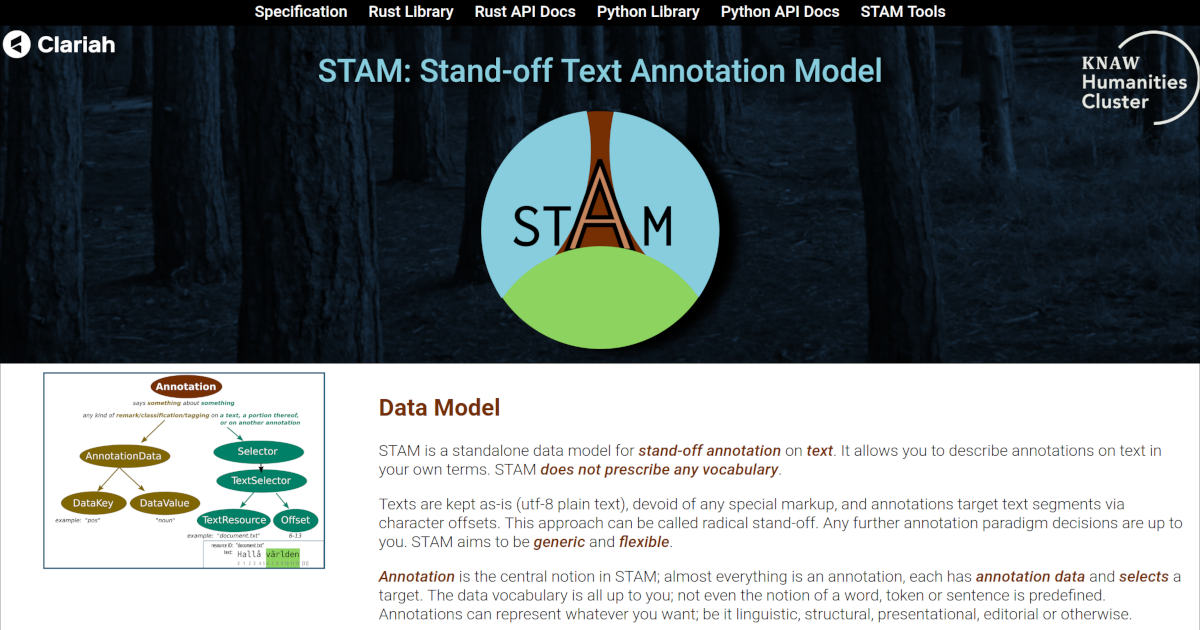 Specification Rust Library Rust API Docs Python Library Python API Docs STAM Tools
Clariah
KNAW
Humanities
Cluster
STAM: Stand-off Text Annotation Model
STAM
Annotation
says something about something
any kind of remark/classification/tagging on a text, a portion thereof,
or on another annotation
AnnotationData
Selector
TextSelector
DataKey
DataValue
TextResource
Offset
example: "pos"
"noun"
example: "document.txt"
6-13
resource ID: "document.txt"
text: Hallå världen
Data Model
STAM is a standalone data model for stand-off annotation on text. It allows you to describe annotations on text in
your own terms. STAM does not prescribe any vocabulary.
Texts are kept as-is (utf-8 plain text), devoid of any special markup, and annotations target text segments via
character offsets. This approach can be called radical stand-off. Any further annotation paradigm decisions are up to
you. STAM aims to be generic and flexible.
Annotation is the central notion in STAM; almost everything is an annotation, each has annotation data and selects a
target. The data vocabulary is all up to you; not even the notion of a word, token or sentence is predefined.
Annotations can represent whatever you want; be it linguistic, structural, presentational, editorial or otherwise.